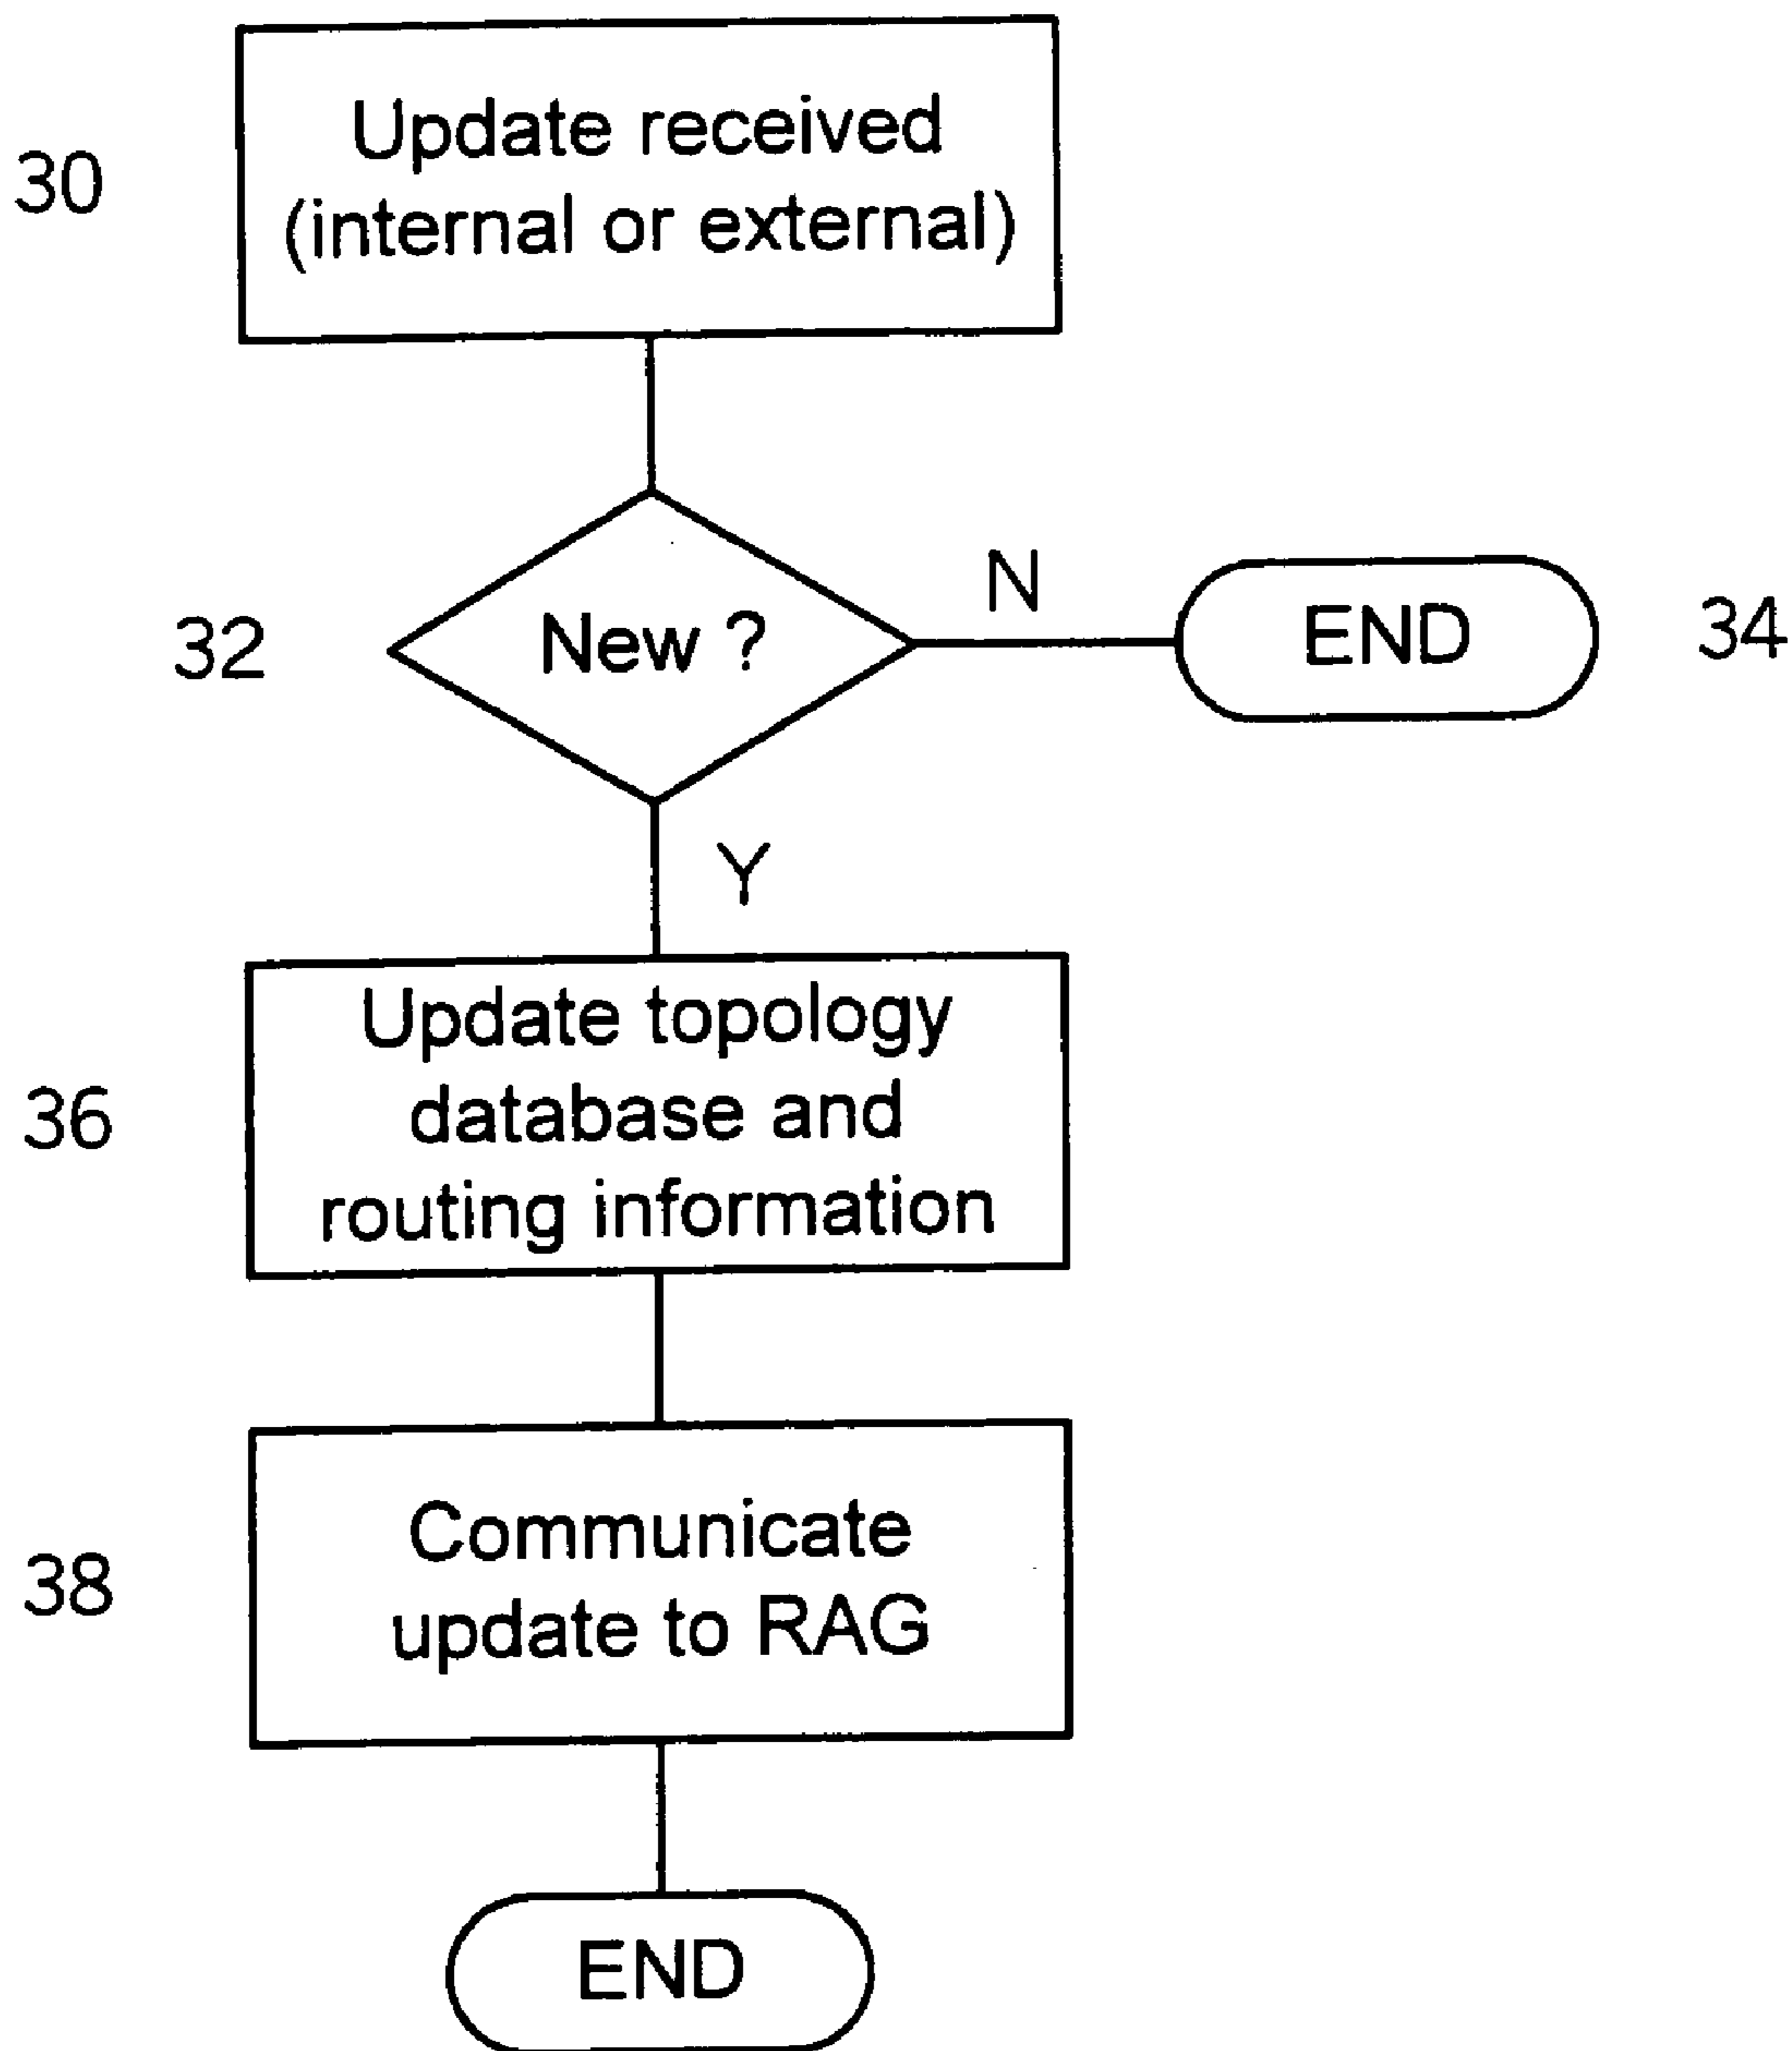 30
Update received
(internal or external)
32
New ?
N
END
34
Y
36
Update topology
database and
routing information
38
Communicate
update to RAG
END